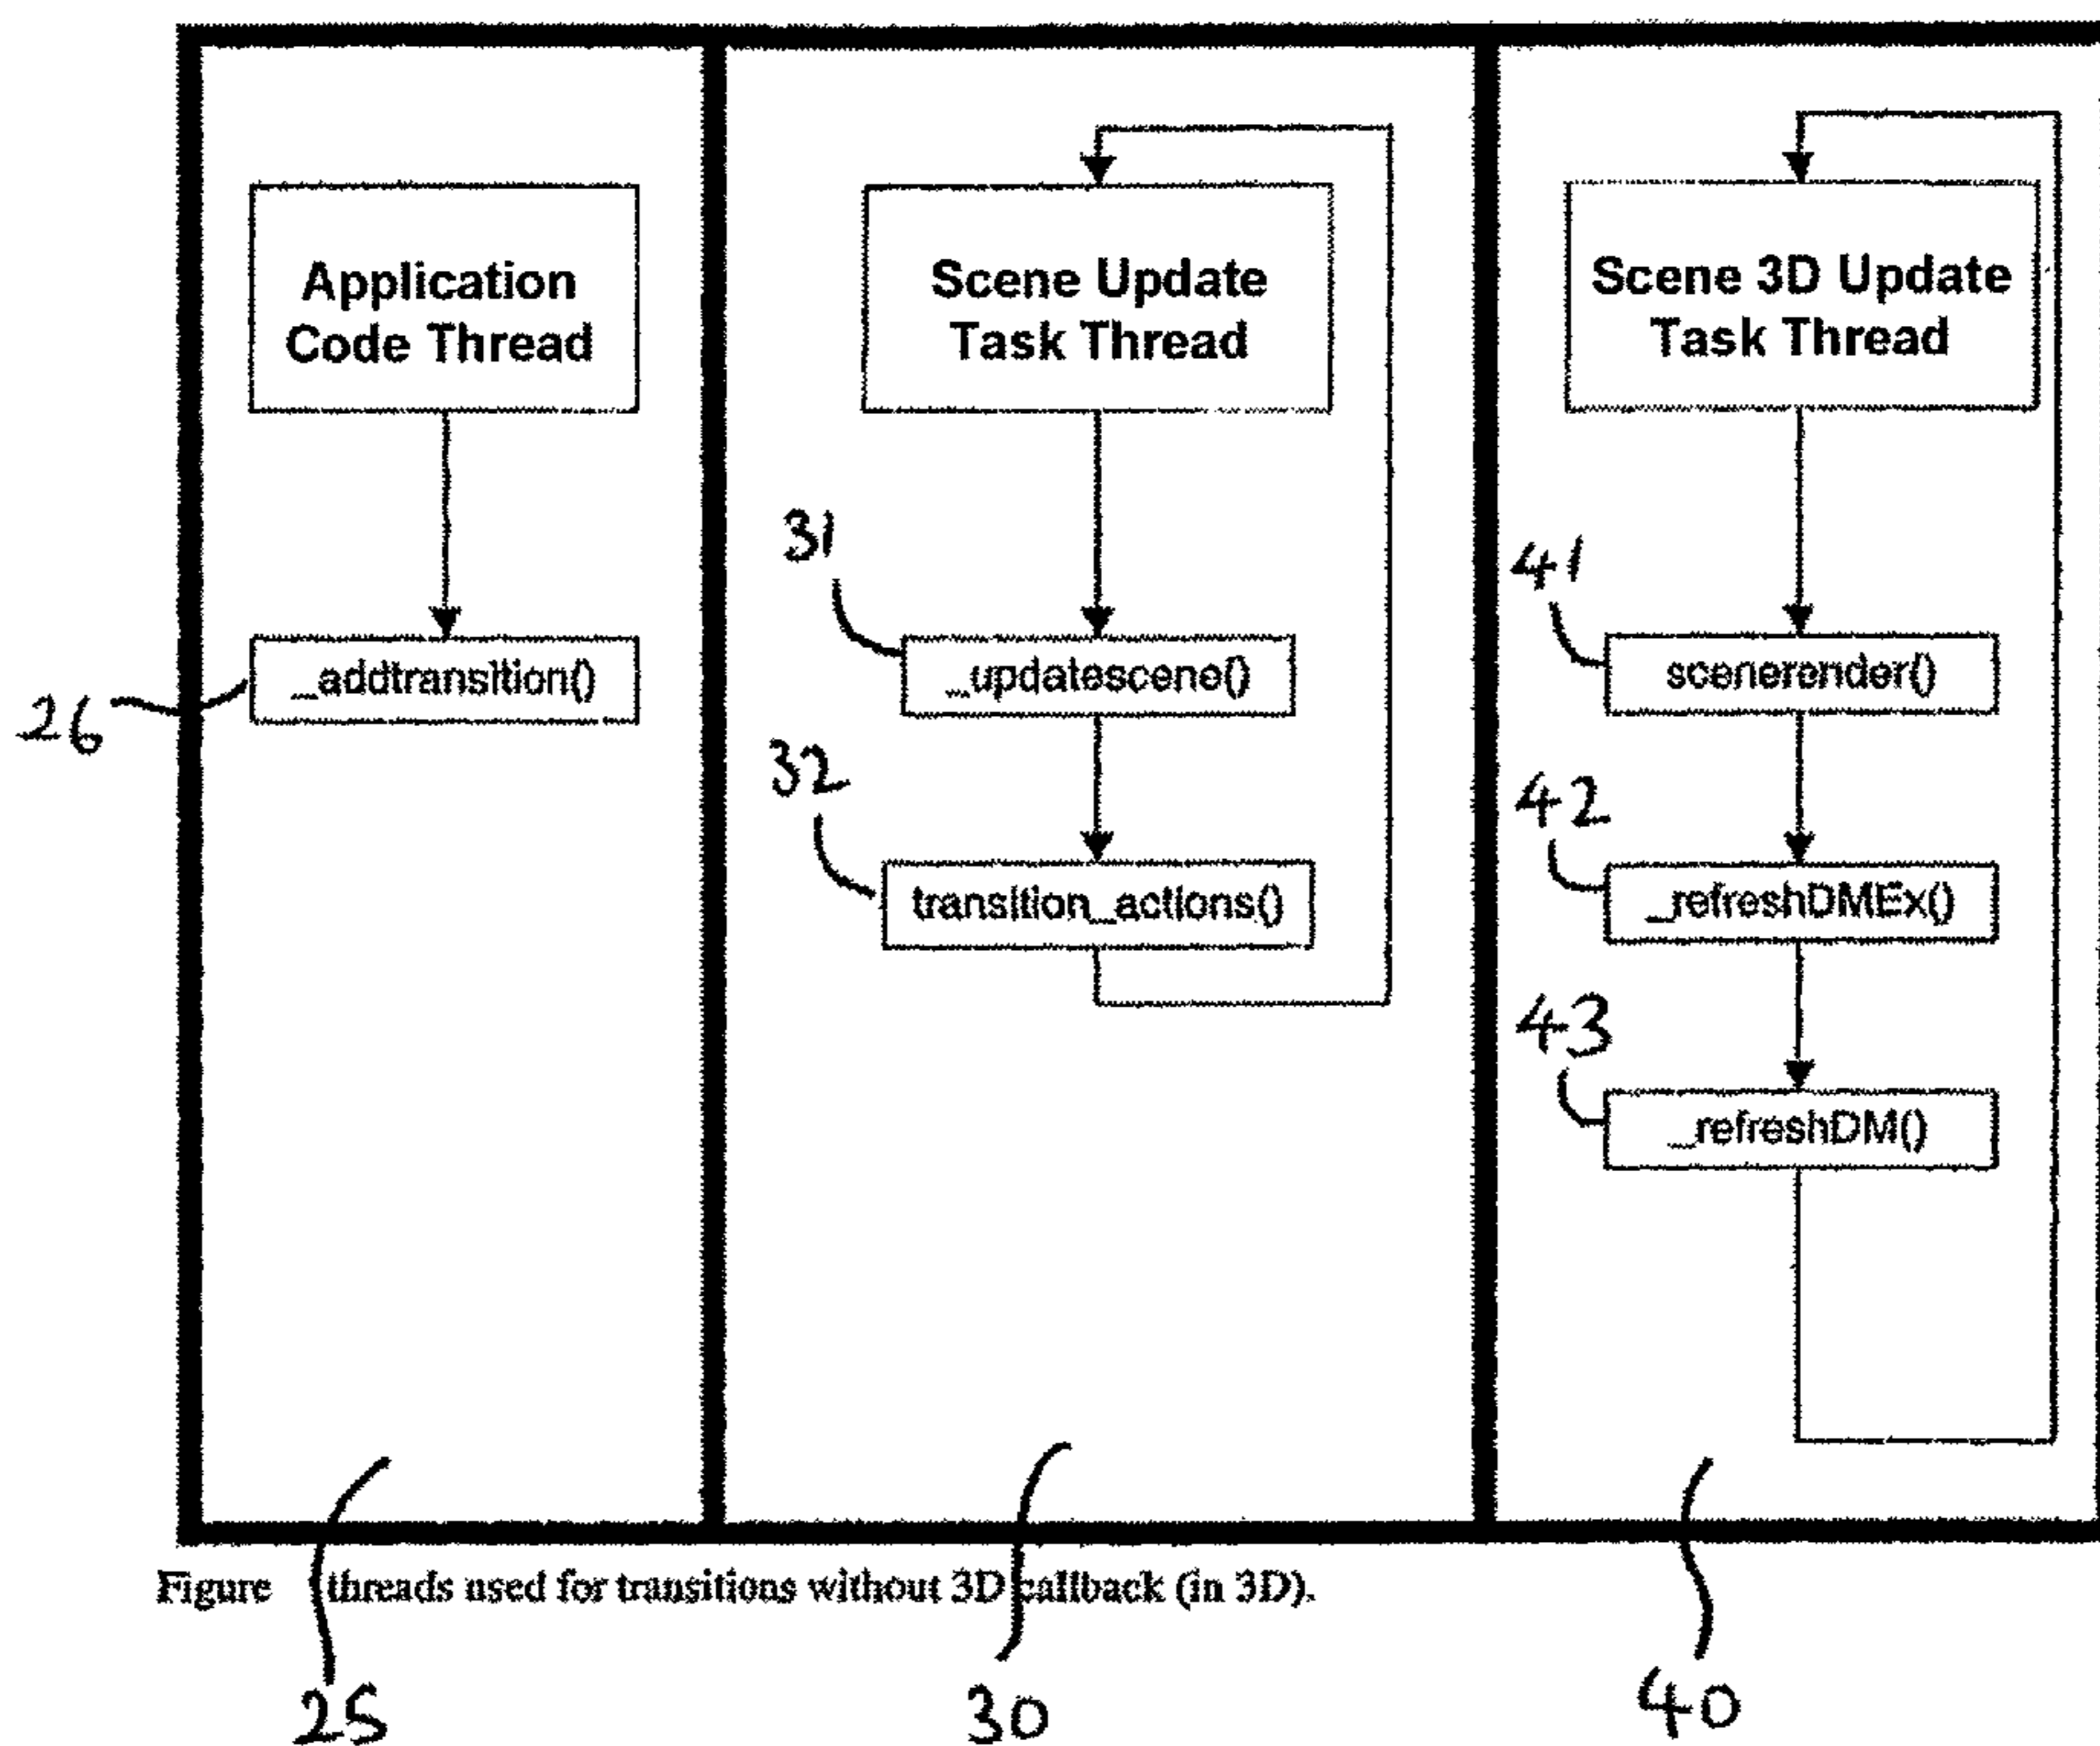 Application
Code Thread
_addtransition()
26
25
Scene Update
Task Thread
31
_updatescene()
32
transition_actions()
30
Scene 3D Update
Task Thread
41
scenerender()
42
_refreshDMEx()
43
_refreshDM()
40
Figure threads used for transitions without 3D callback (in 3D).